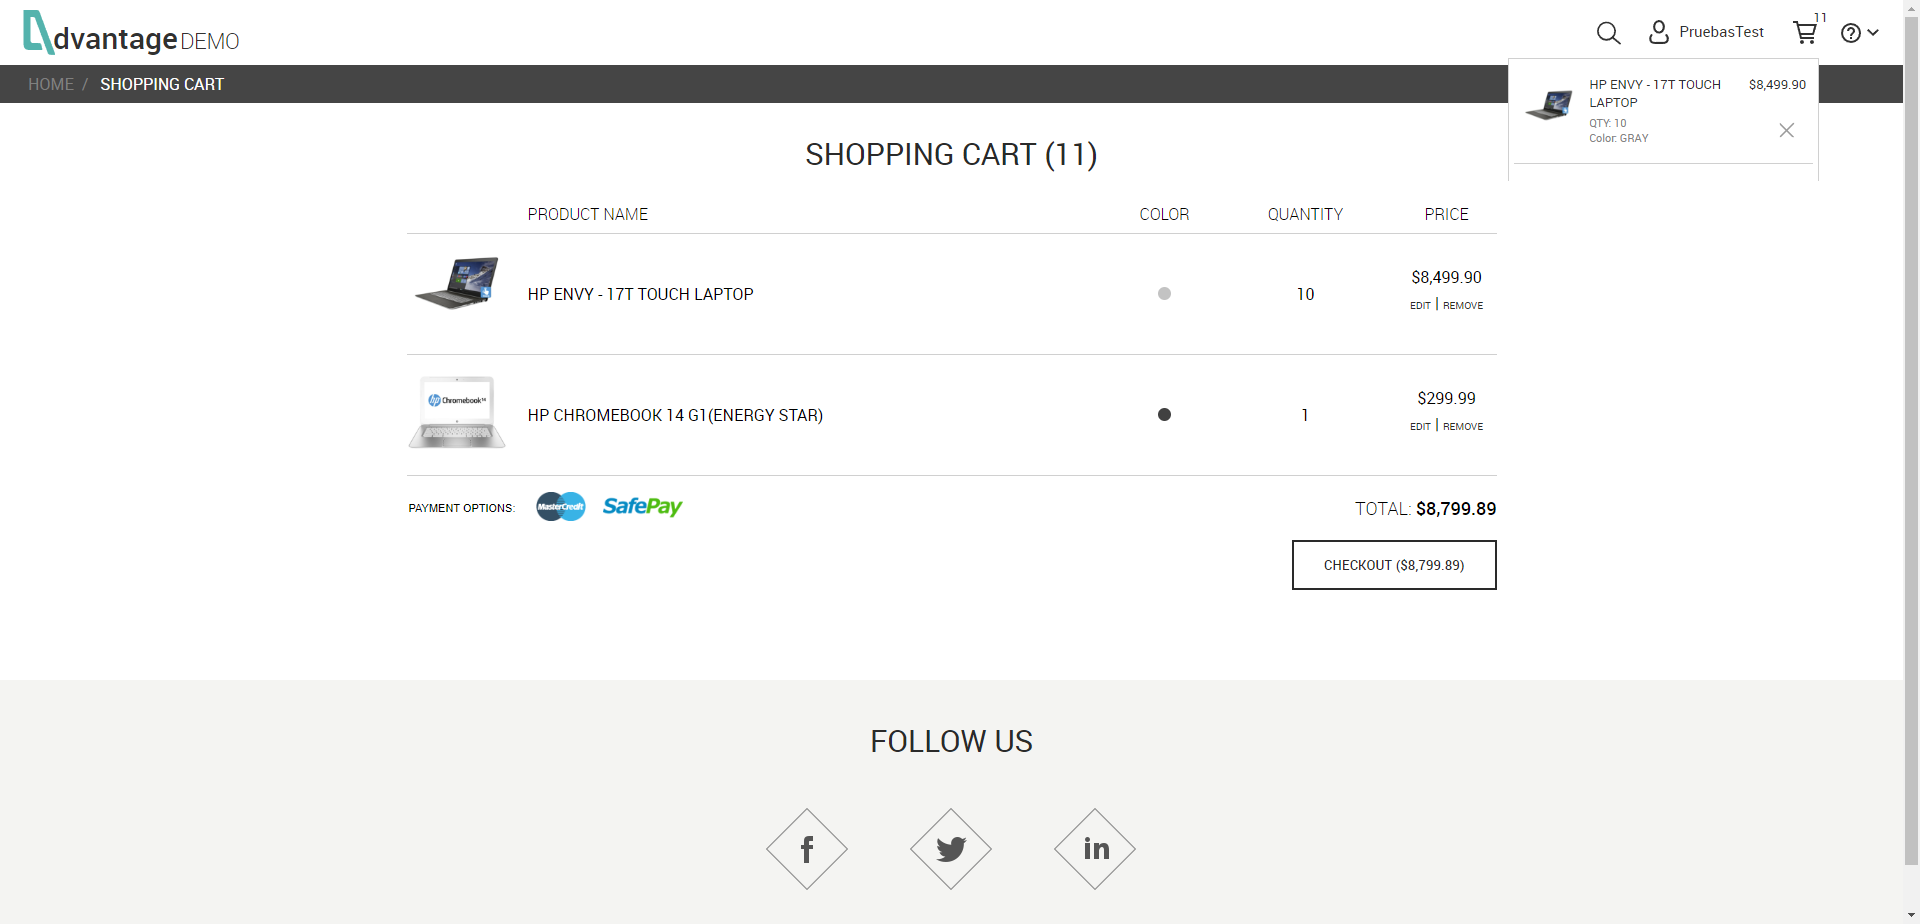 dvantage DEMO
PruebasTest
11
HOME / SHOPPING CART
HP ENVY - 17T TOUCH LAPTOP $8,499.90
QTY: 10
Color: GRAY
SHOPPING CART (11)
PRODUCT NAME COLOR QUANTITY PRICE
HP ENVY - 17T TOUCH LAPTOP 10 $8,499.90
EDIT | REMOVE
hp Chromebook 14
HP CHROMEBOOK 14 G1(ENERGY STAR) 1 $299.99
EDIT | REMOVE
PAYMENT OPTIONS: MasterCredit SafePay TOTAL: $8,799.89
CHECKOUT ($8,799.89)
FOLLOW US
f
in